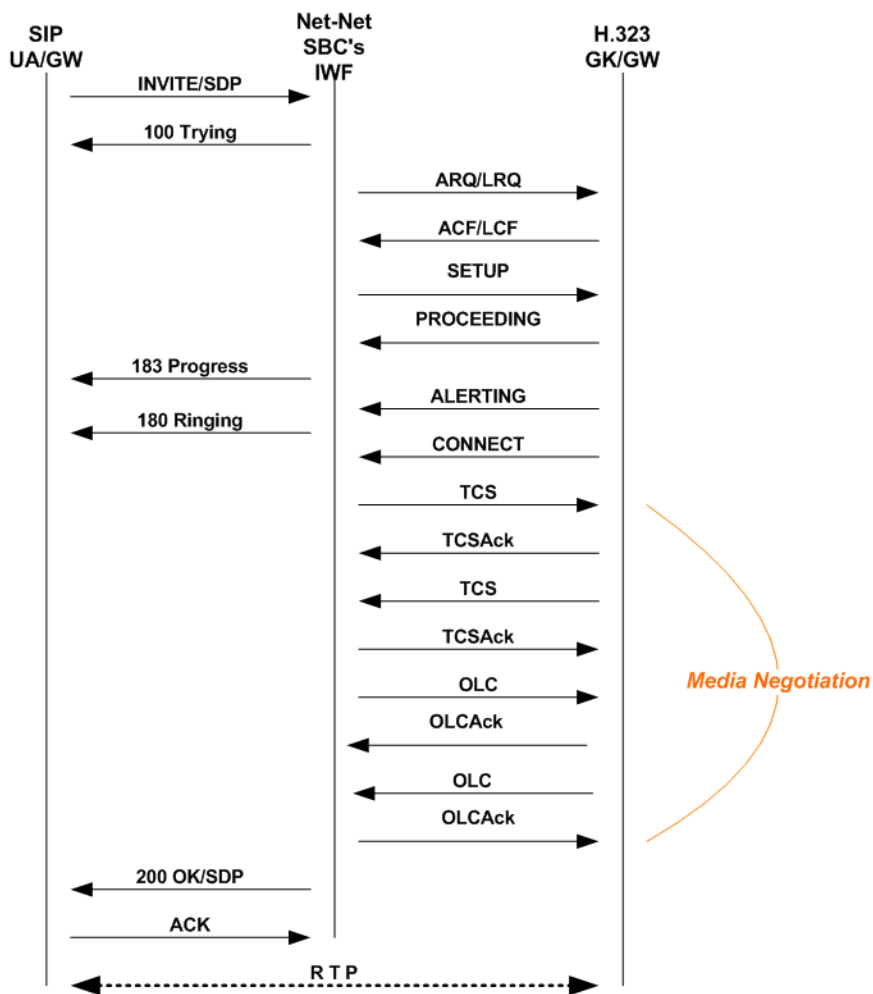 SIP
UA/GW
Net-Net
SBC's
IWF
H.323
GK/GW
INVITE/SDP
100 Trying
ARQ/LRQ
ACF/LCF
SETUP
PROCEEDING
183 Progress
ALERTING
180 Ringing
CONNECT
TCS
TCSAck
TCS
TCSAck
Media Negotiation
OLC
OLCAck
OLC
OLCAck
200 OK/SDP
ACK
R T P